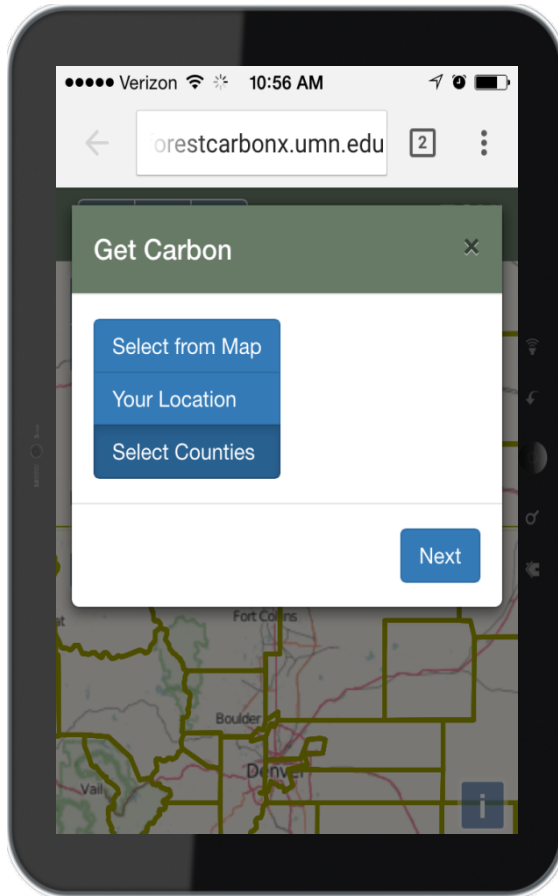 ●●●●● Verizon 10:56 AM
orestcarbonx.umn.edu 2
Get Carbon ×
Select from Map
Your Location
Select Counties
Next
Fort Collins
Boulder
Denver
Vail
i